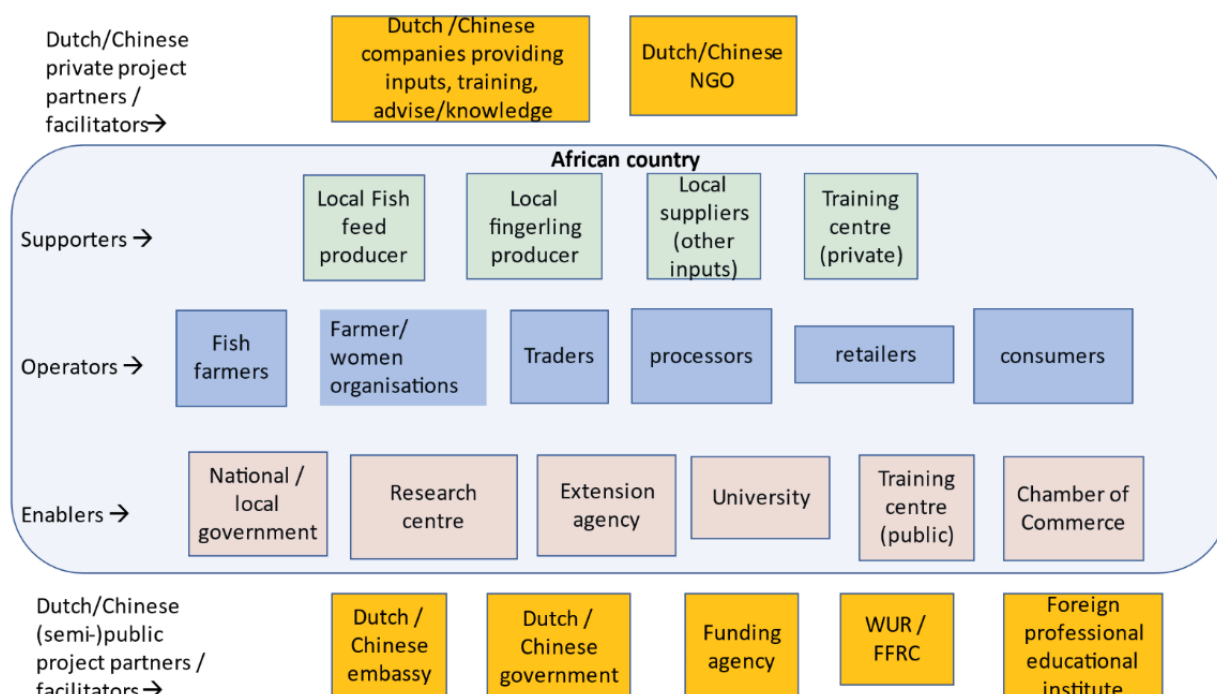 Dutch/Chinese
private project
partners /
facilitators→
Dutch /Chinese
companies providing
inputs, training,
advise/knowledge
Dutch/Chinese
NGO
African country
Supporters →
Local Fish
feed
producer
Local
fingerling
producer
Local
suppliers
(other
inputs)
Training
centre
(private)
Operators →
Fish
farmers
Farmer/
women
organisations
Traders
processors
retailers
consumers
Enablers →
National /
local
government
Research
centre
Extension
agency
University
Training
centre
(public)
Chamber of
Commerce
Dutch/Chinese
(semi-)public
project partners /
facilitators→
Dutch /
Chinese
embassy
Dutch /
Chinese
government
Funding
agency
WUR /
FFRC
Foreign
professional
educational
institute